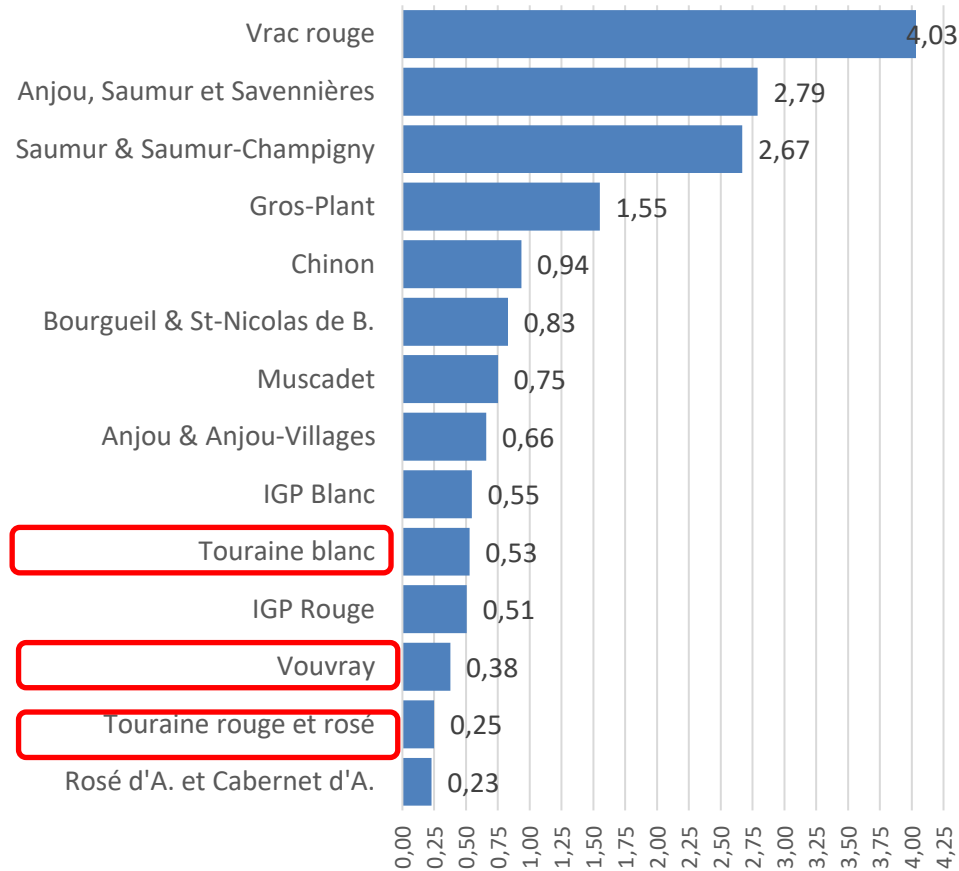 Vrac rouge 4,03
Anjou, Saumur et Savennières 2,79
Saumur & Saumur-Champigny 2,67
Gros-Plant 1,55
Chinon 0,94
Bourgueil & St-Nicolas de B. 0,83
Muscadet 0,75
Anjou & Anjou-Villages 0,66
IGP Blanc 0,55
Touraine blanc 0,53
IGP Rouge 0,51
Vouvray 0,38
Touraine rouge et rosé 0,25
Rosé d'A. et Cabernet d'A. 0,23
0,00 0,25 0,50 0,75 1,00 1,25 1,50 1,75 2,00 2,25 2,50 2,75 3,00 3,25 3,50 3,75 4,00 4,25